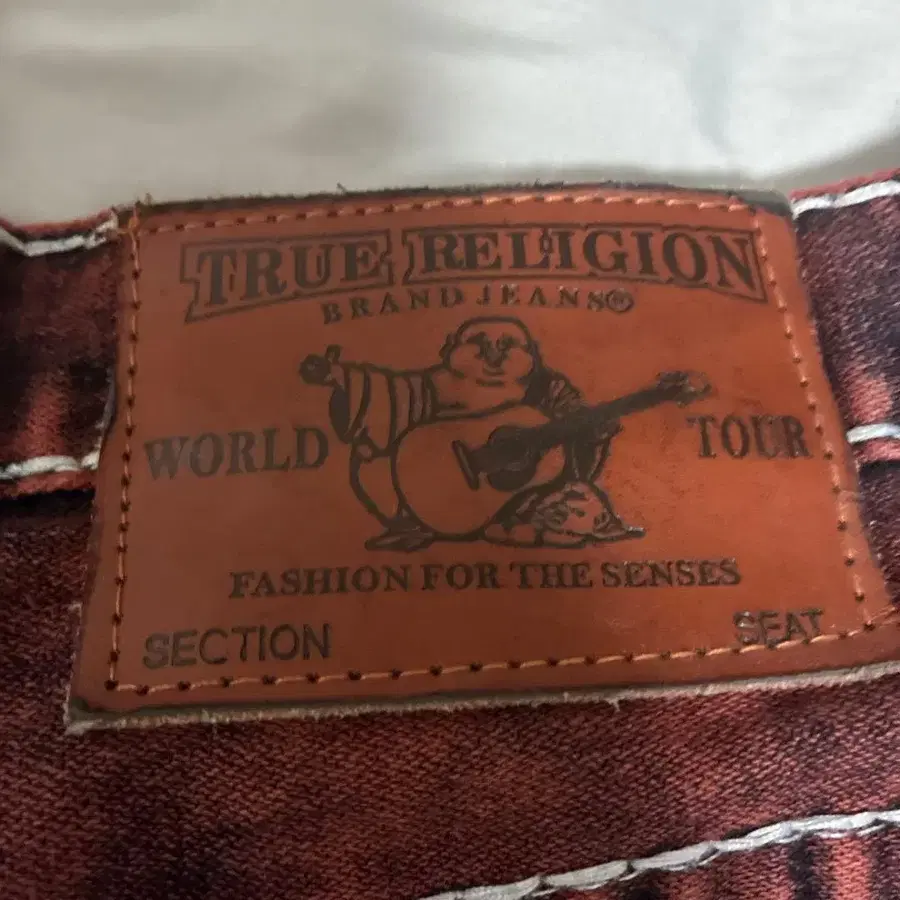 TRUE RELIGION
BRAND JEANS®
WORLD TOUR
FASHION FOR THE SENSES
SECTION SEAT